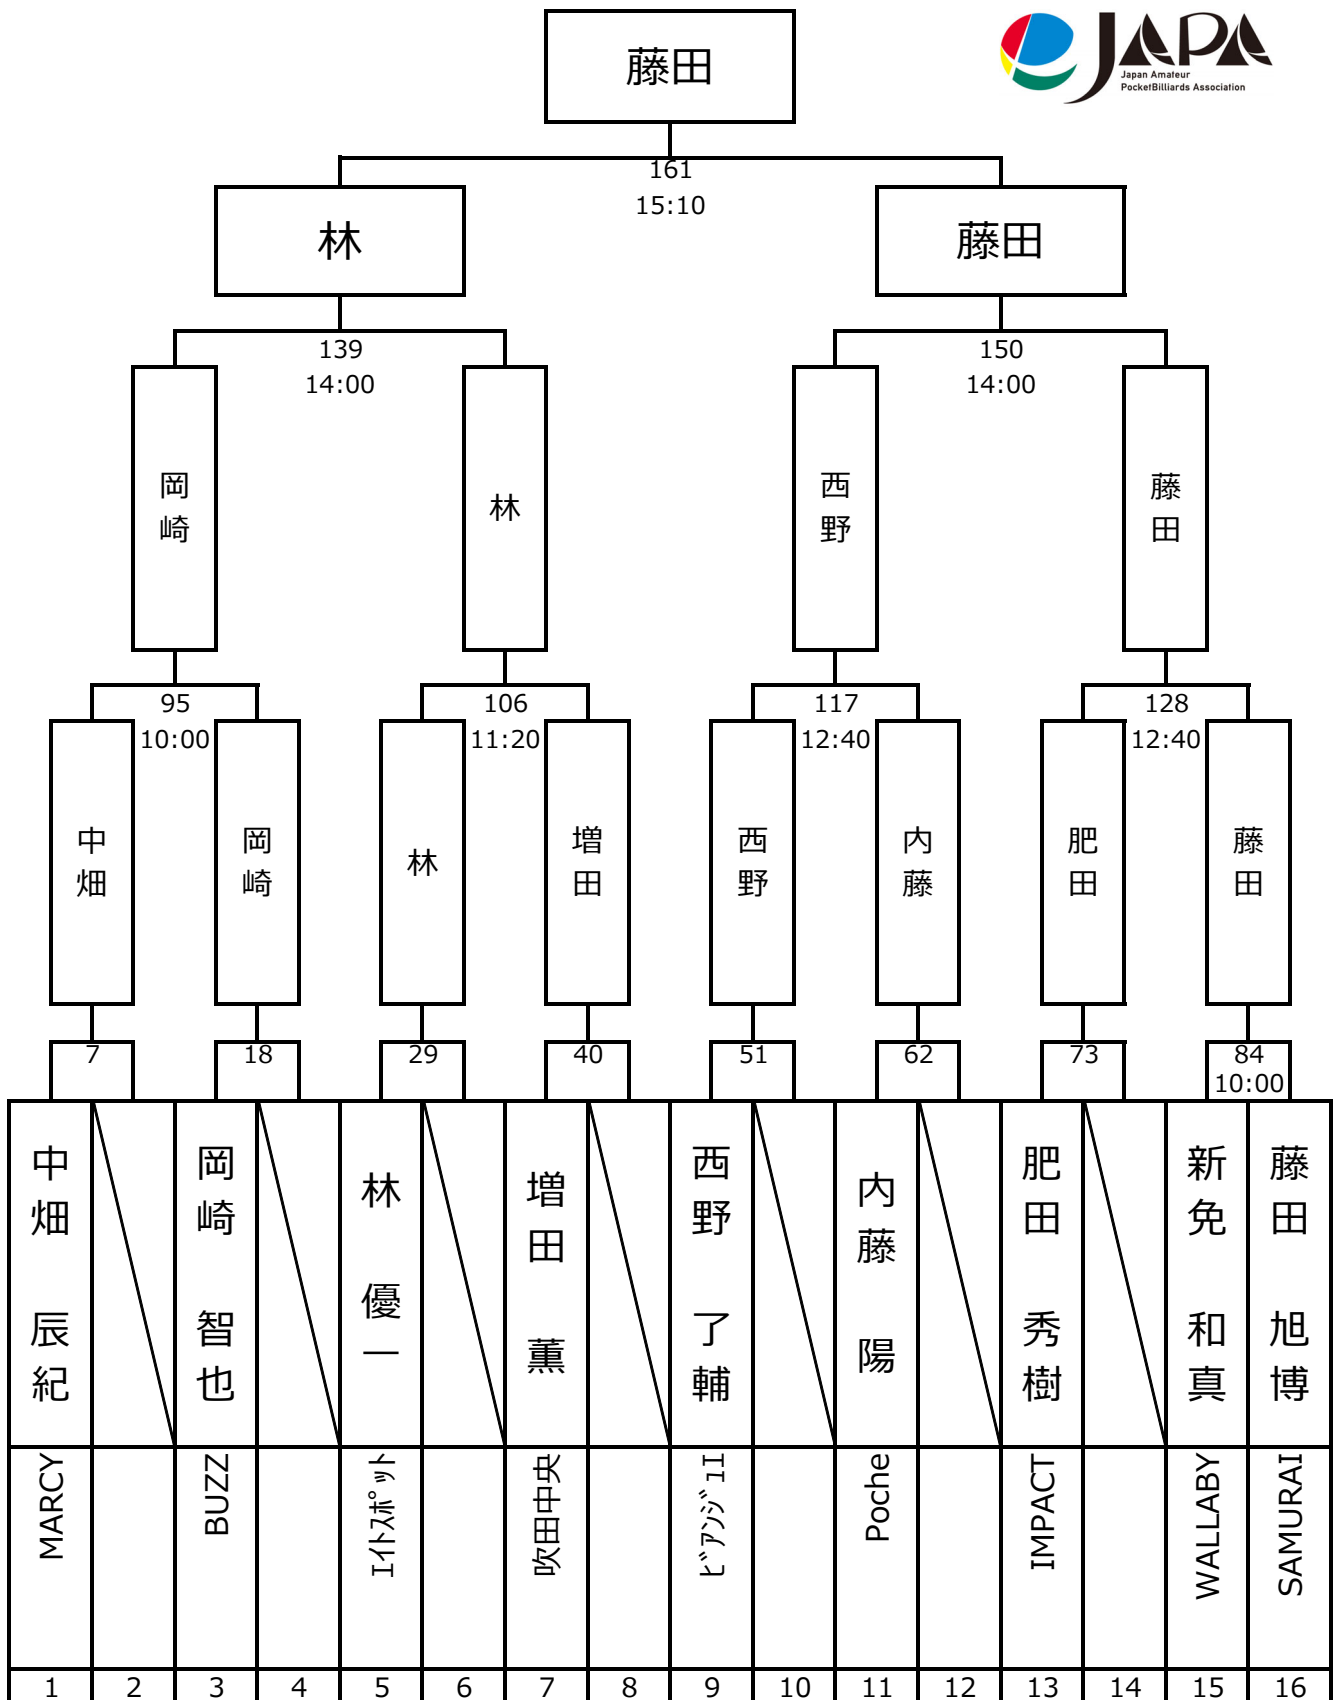 JAPA
Japan Amateur
PocketBilliards Association
藤田
161
15:10
林
藤田
139
14:00
150
14:00
岡崎
林
西野
藤田
95
10:00
106
11:20
117
12:40
128
12:40
中畑
岡崎
林
増田
西野
内藤
肥田
藤田
7
18
29
40
51
62
73
84
10:00
中畑 辰紀
岡崎 智也
林 優一
増田 薫
西野 了輔
内藤 陽
肥田 秀樹
新免 和真
藤田 旭博
MARCY
BUZZ
ｴｲﾄｽﾎﾟｯﾄ
吹田中央
ﾋﾞｱﾝｼﾞｭｴ
Poche
IMPACT
WALLABY
SAMURAI
1 2 3 4 5 6 7 8 9 10 11 12 13 14 15 16